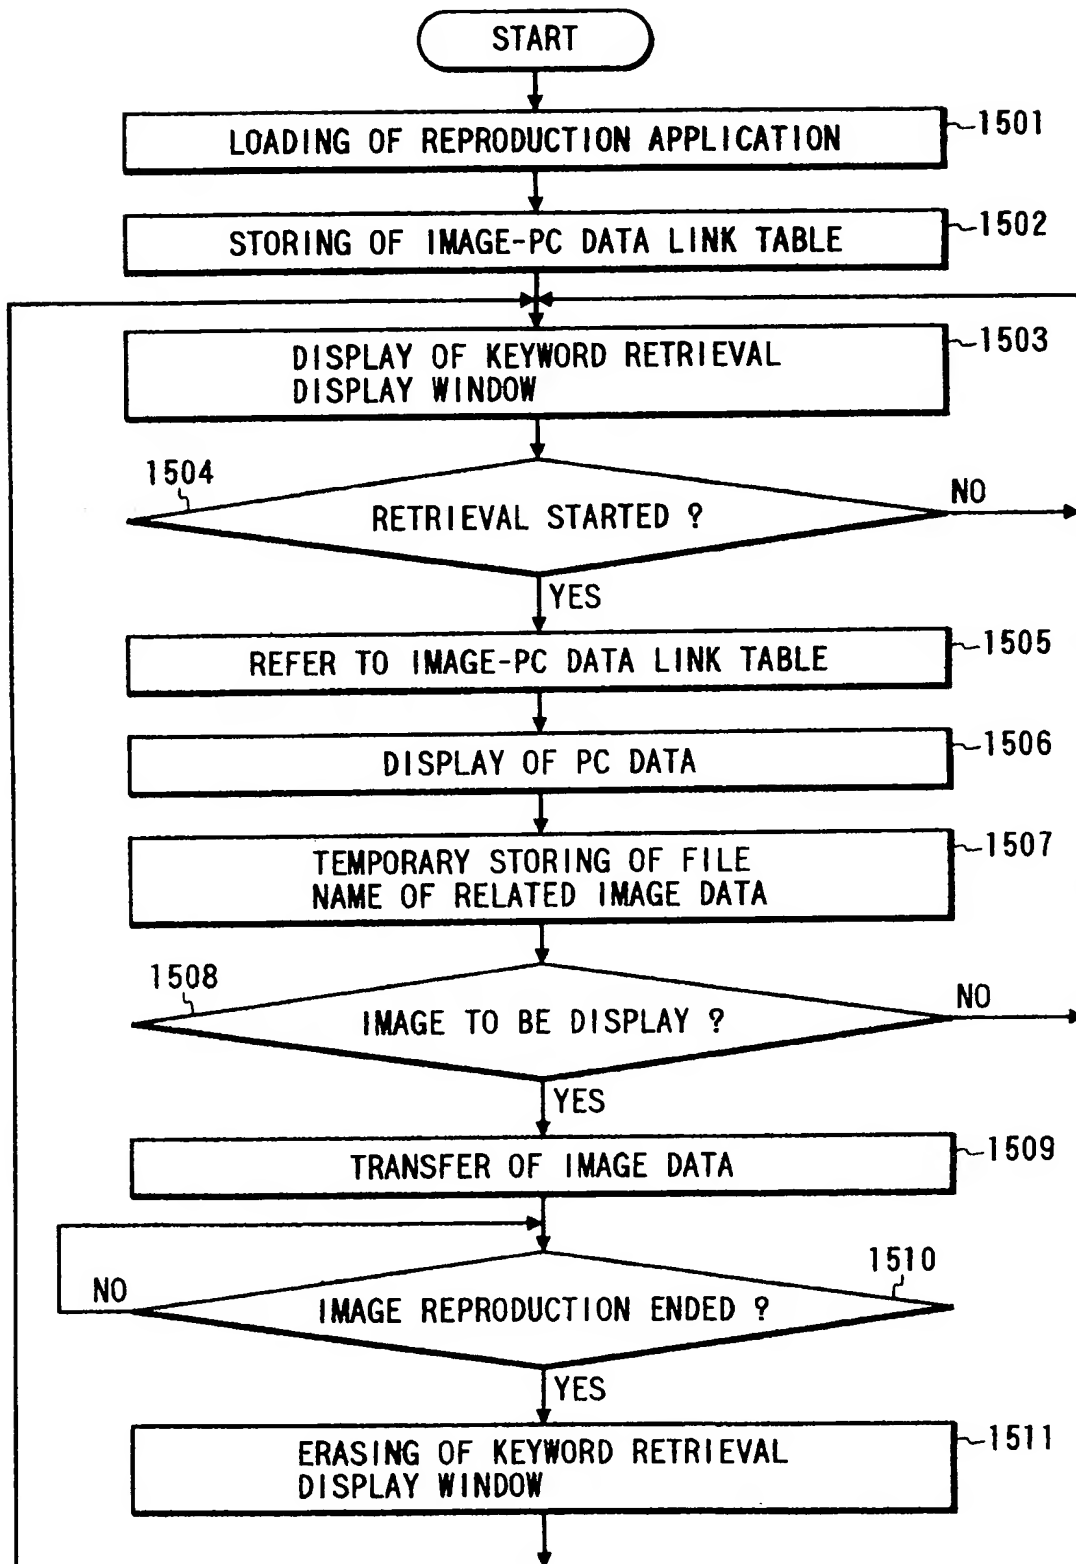 START
LOADING OF REPRODUCTION APPLICATION
1501
STORING OF IMAGE-PC DATA LINK TABLE
1502
DISPLAY OF KEYWORD RETRIEVAL
DISPLAY WINDOW
1503
1504
RETRIEVAL STARTED ?
NO
YES
REFER TO IMAGE-PC DATA LINK TABLE
1505
DISPLAY OF PC DATA
1506
TEMPORARY STORING OF FILE
NAME OF RELATED IMAGE DATA
1507
1508
IMAGE TO BE DISPLAY ?
NO
YES
TRANSFER OF IMAGE DATA
1509
NO
IMAGE REPRODUCTION ENDED ?
1510
YES
ERASING OF KEYWORD RETRIEVAL
DISPLAY WINDOW
1511